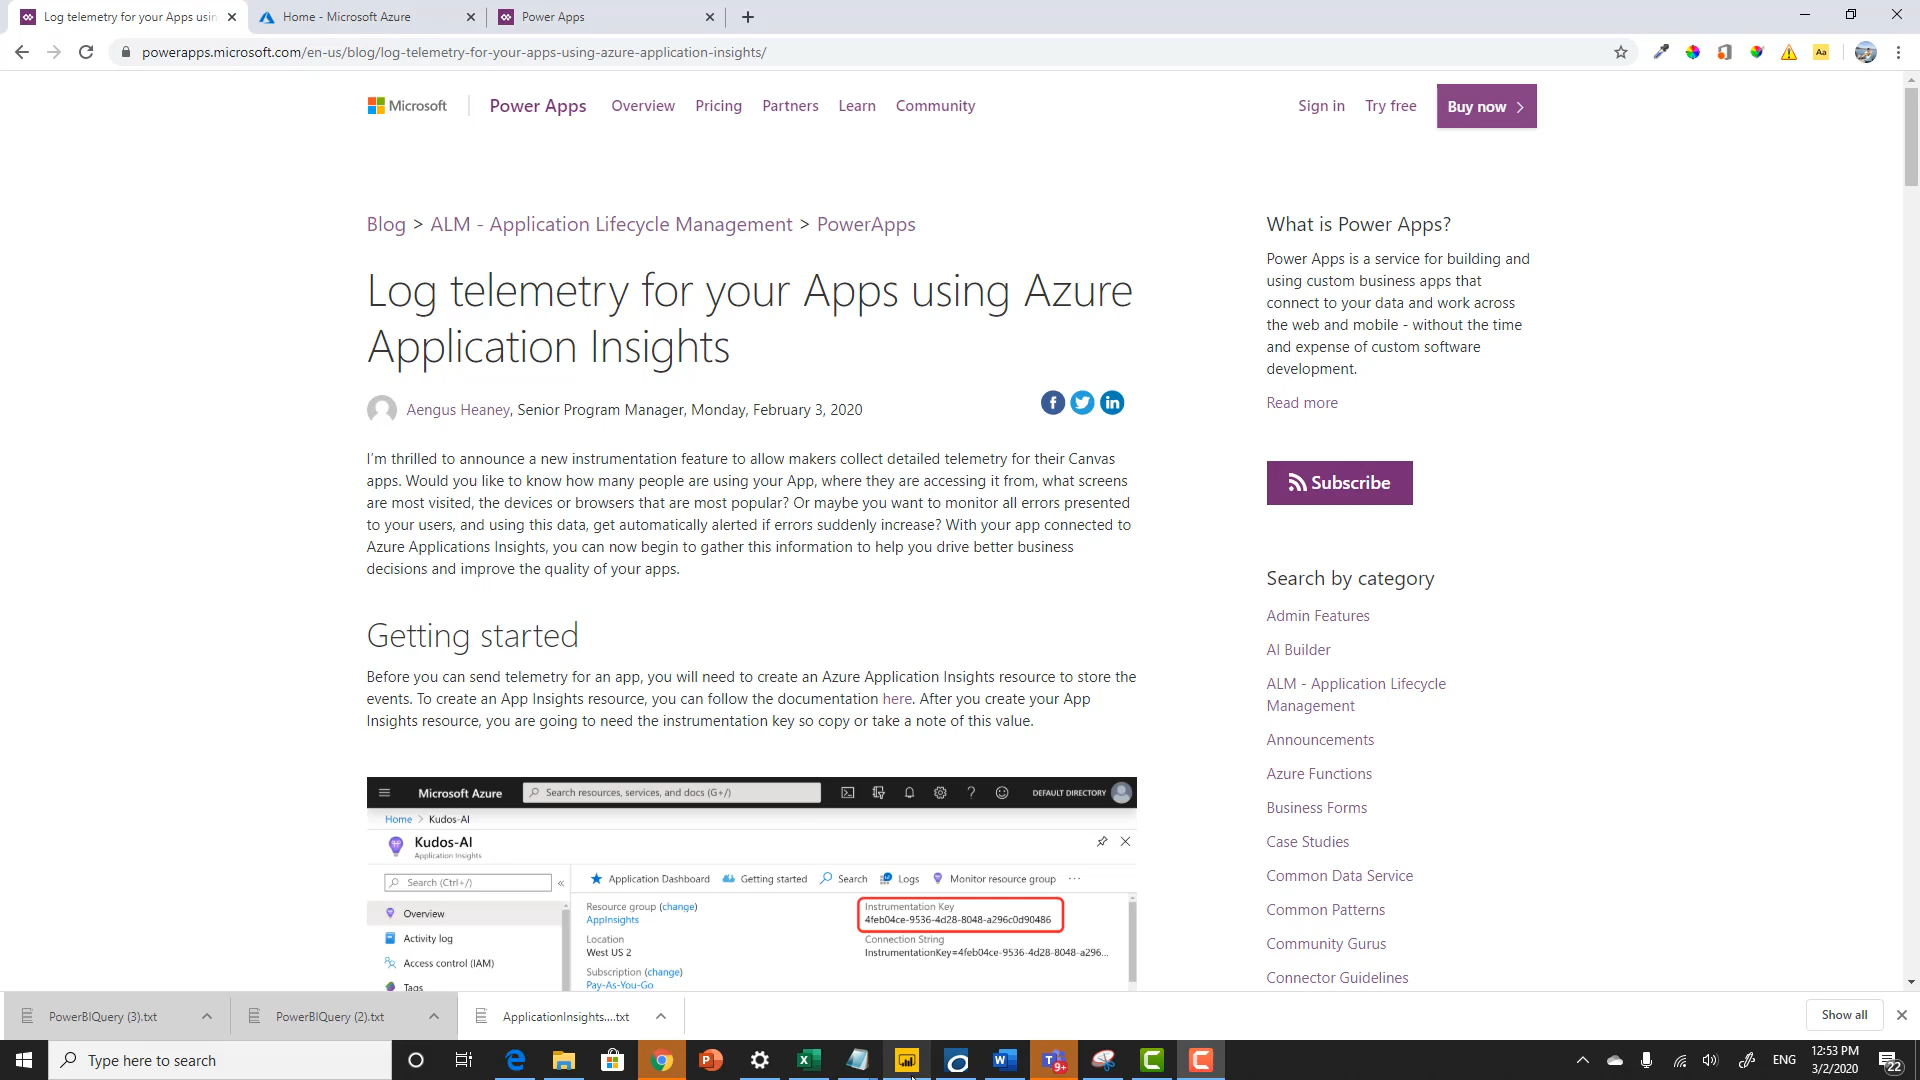 Log telemetry for your Apps usin
Home - Microsoft Azure
Power Apps
powerapps.microsoft.com/en-us/blog/log-telemetry-for-your-apps-using-azure-application-insights/
Aa
Microsoft
Power Apps
Overview
Pricing
Partners
Learn
Community
Sign in
Try free
Buy now
Blog > ALM - Application Lifecycle Management > PowerApps
Log telemetry for your Apps using Azure
Application Insights
Aengus Heaney, Senior Program Manager, Monday, February 3, 2020
I'm thrilled to announce a new instrumentation feature to allow makers collect detailed telemetry for their Canvas
apps. Would you like to know how many people are using your App, where they are accessing it from, what screens
are most visited, the devices or browsers that are most popular? Or maybe you want to monitor all errors presented
to your users, and using this data, get automatically alerted if errors suddenly increase? With your app connected to
Azure Applications Insights, you can now begin to gather this information to help you drive better business
decisions and improve the quality of your apps.
Getting started
Before you can send telemetry for an app, you will need to create an Azure Application Insights resource to store the
events. To create an App Insights resource, you can follow the documentation here. After you create your App
Insights resource, you are going to need the instrumentation key so copy or take a note of this value.
Microsoft Azure
Search resources, services, and docs (G+/)
DEFAULT DIRECTORY
Home > Kudos-AI
Kudos-AI
Application Insights
Search (Ctrl+/)
Overview
Activity log
Access control (IAM)
Tags
Application Dashboard
Getting started
Search
Logs
Monitor resource group
Resource group (change)
AppInsights
Location
West US 2
Subscription (change)
Pay-As-You-Go
Instrumentation Key
4feb04ce-9536-4d28-8048-a296c0d90486
Connection String
InstrumentationKey=4feb04ce-9536-4d28-8048-a296...
What is Power Apps?
Power Apps is a service for building and
using custom business apps that
connect to your data and work across
the web and mobile - without the time
and expense of custom software
development.
Read more
Subscribe
Search by category
Admin Features
AI Builder
ALM - Application Lifecycle
Management
Announcements
Azure Functions
Business Forms
Case Studies
Common Data Service
Common Patterns
Community Gurus
Connector Guidelines
PowerBIQuery (3).txt
PowerBIQuery (2).txt
ApplicationInsights....txt
Show all
Type here to search
9+
ENG
12:53 PM
3/2/2020
22